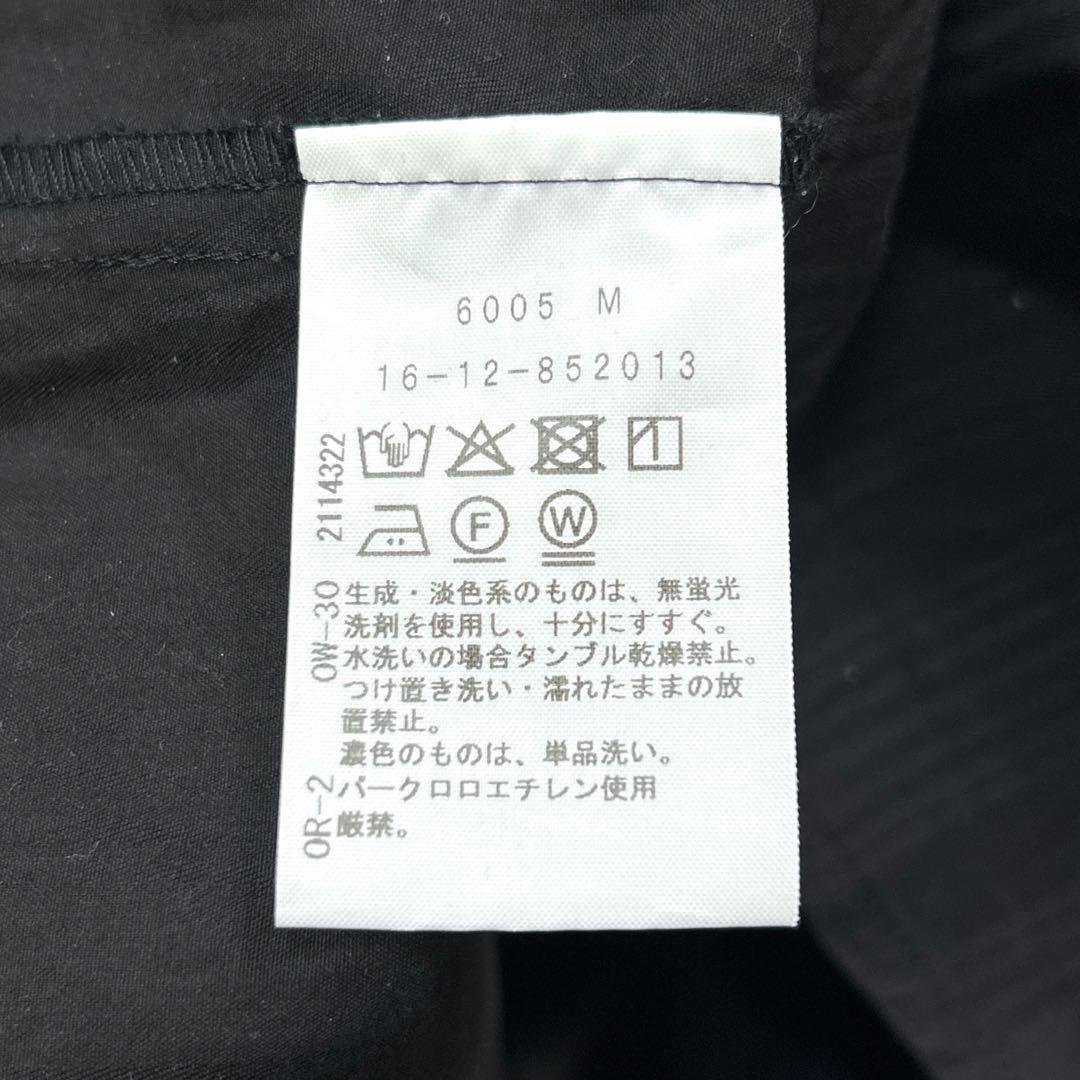 6005 M
16-12-852013
F
W
生成・淡色系のものは、無蛍光
洗剤を使用し、十分にすすぐ。
水洗いの場合タンブル乾燥禁止。
つけ置き洗い・濡れたままの放
置禁止。
濃色のものは、単品洗い。
パークロロエチレン使用
厳禁。
OR-2 OW-30 2114322